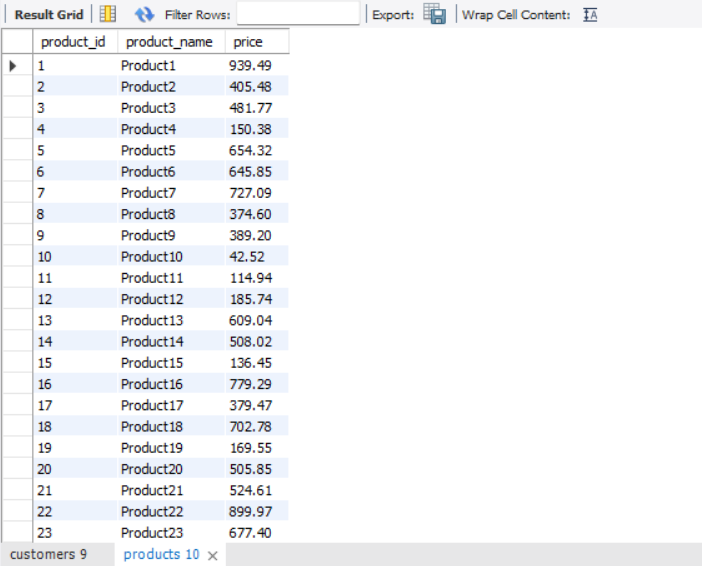 Result Grid Filter Rows: Export: Wrap Cell Content: IA
product_id product_name price
1 Product1 939.49
2 Product2 405.48
3 Product3 481.77
4 Product4 150.38
5 Product5 654.32
6 Product6 645.85
7 Product7 727.09
8 Product8 374.60
9 Product9 389.20
10 Product10 42.52
11 Product11 114.94
12 Product12 185.74
13 Product13 609.04
14 Product14 508.02
15 Product15 136.45
16 Product16 779.29
17 Product17 379.47
18 Product18 702.78
19 Product19 169.55
20 Product20 505.85
21 Product21 524.61
22 Product22 899.97
23 Product23 677.40
customers 9 products 10